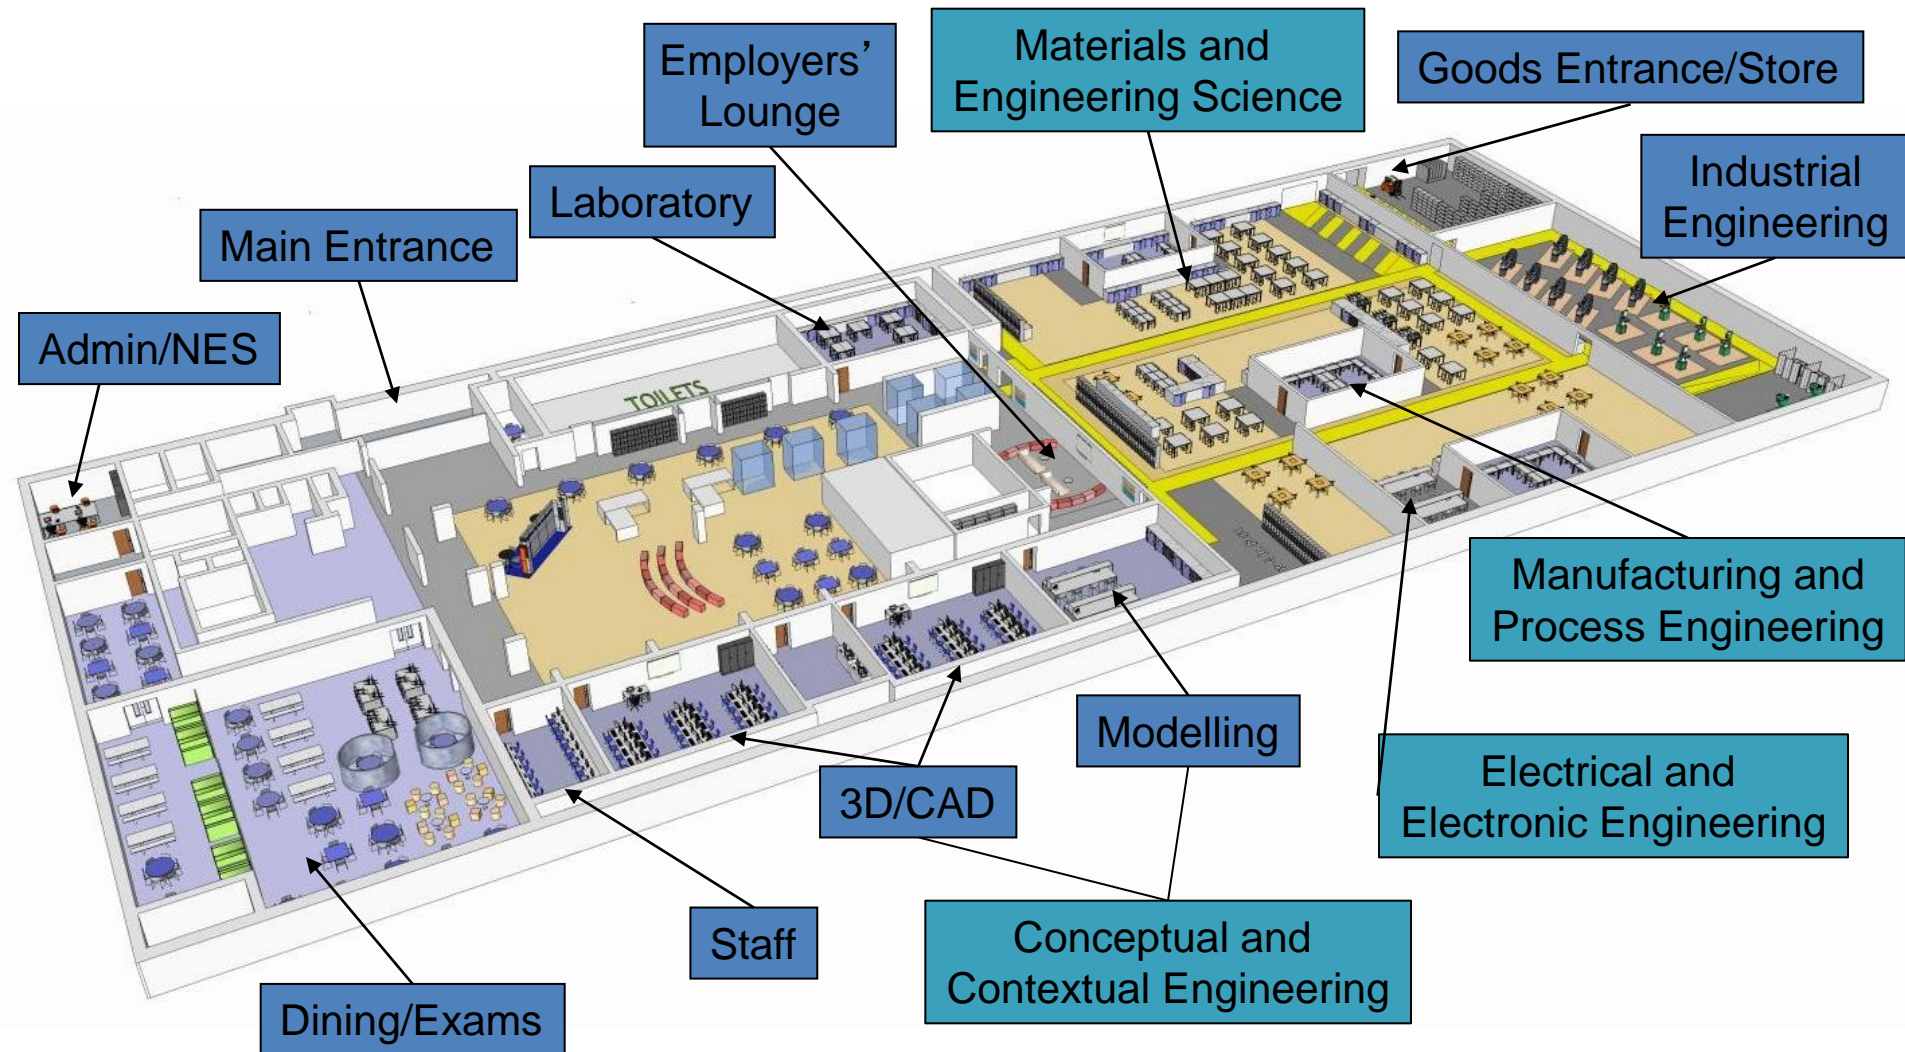 Employers’
Lounge
Materials and
Engineering Science
Goods Entrance/Store
Industrial
Engineering
Laboratory
Main Entrance
Admin/NES
TOILETS
Manufacturing and
Process Engineering
Modelling
Electrical and
Electronic Engineering
3D/CAD
Staff
Conceptual and
Contextual Engineering
Dining/Exams